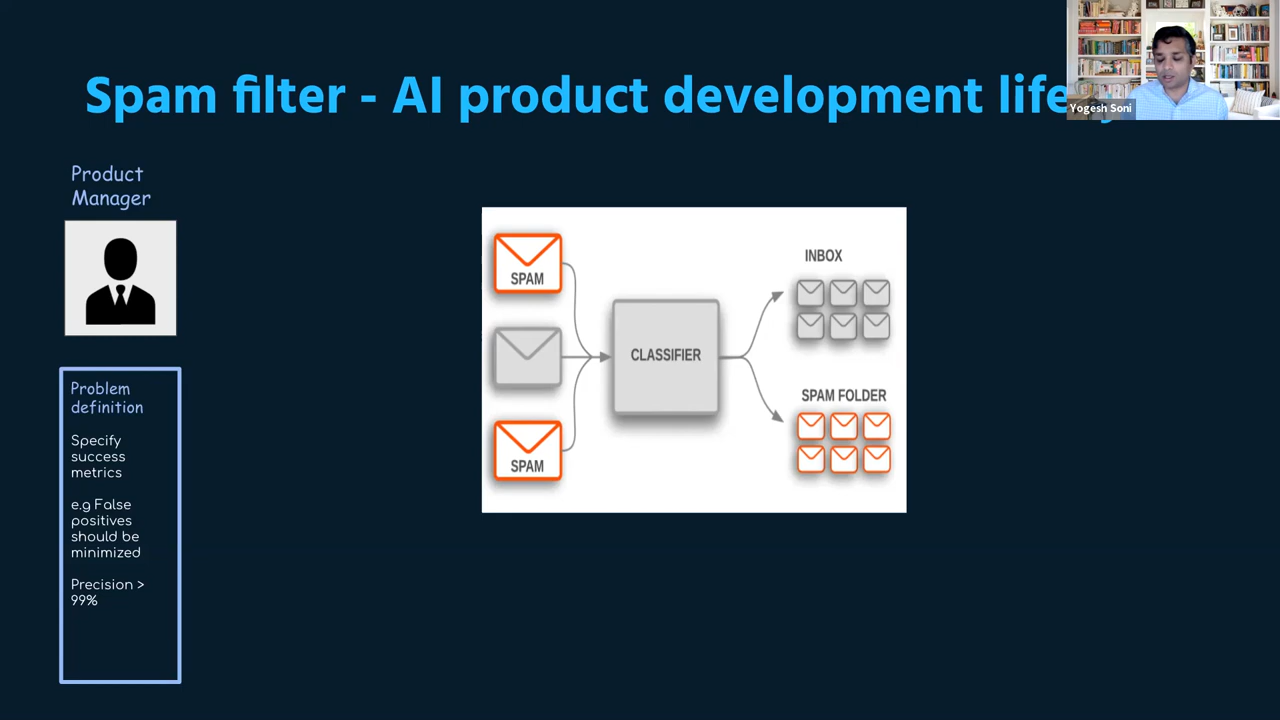 Spam filter - AI product development life
Yogesh Soni
Product
Manager
Problem
definition
Specify
success
metrics
e.g False
positives
should be
minimized
Precision >
99%
SPAM
SPAM
CLASSIFIER
INBOX
SPAM FOLDER